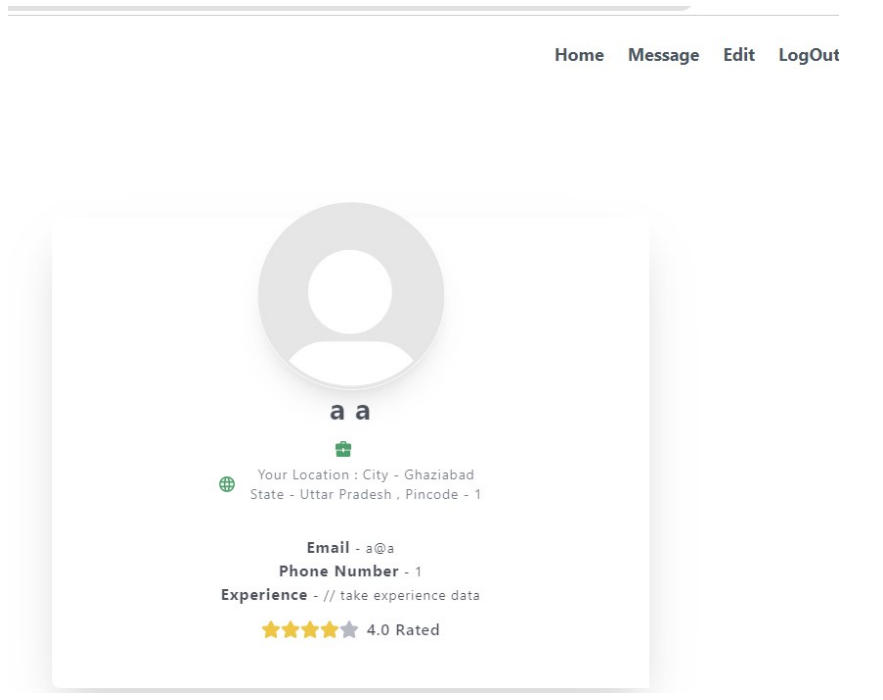 Home Message Edit LogOut
a a
Your Location : City - Ghaziabad
State - Uttar Pradesh , Pincode - 1
Email - a@a
Phone Number - 1
Experience - // take experience data
4.0 Rated